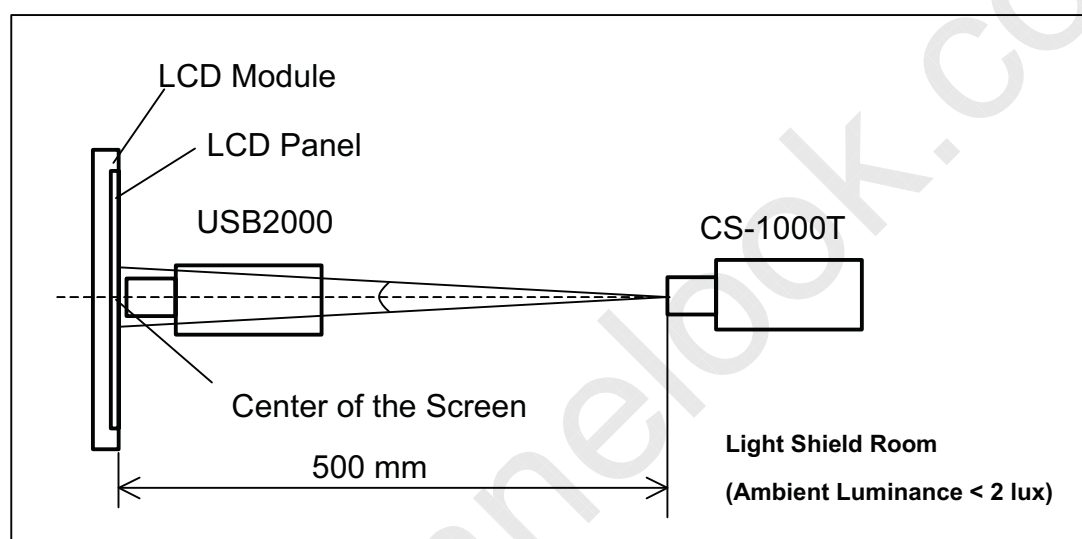 LCD Module
LCD Panel
USB2000
CS-1000T
Center of the Screen
500 mm
Light Shield Room
(Ambient Luminance < 2 lux)